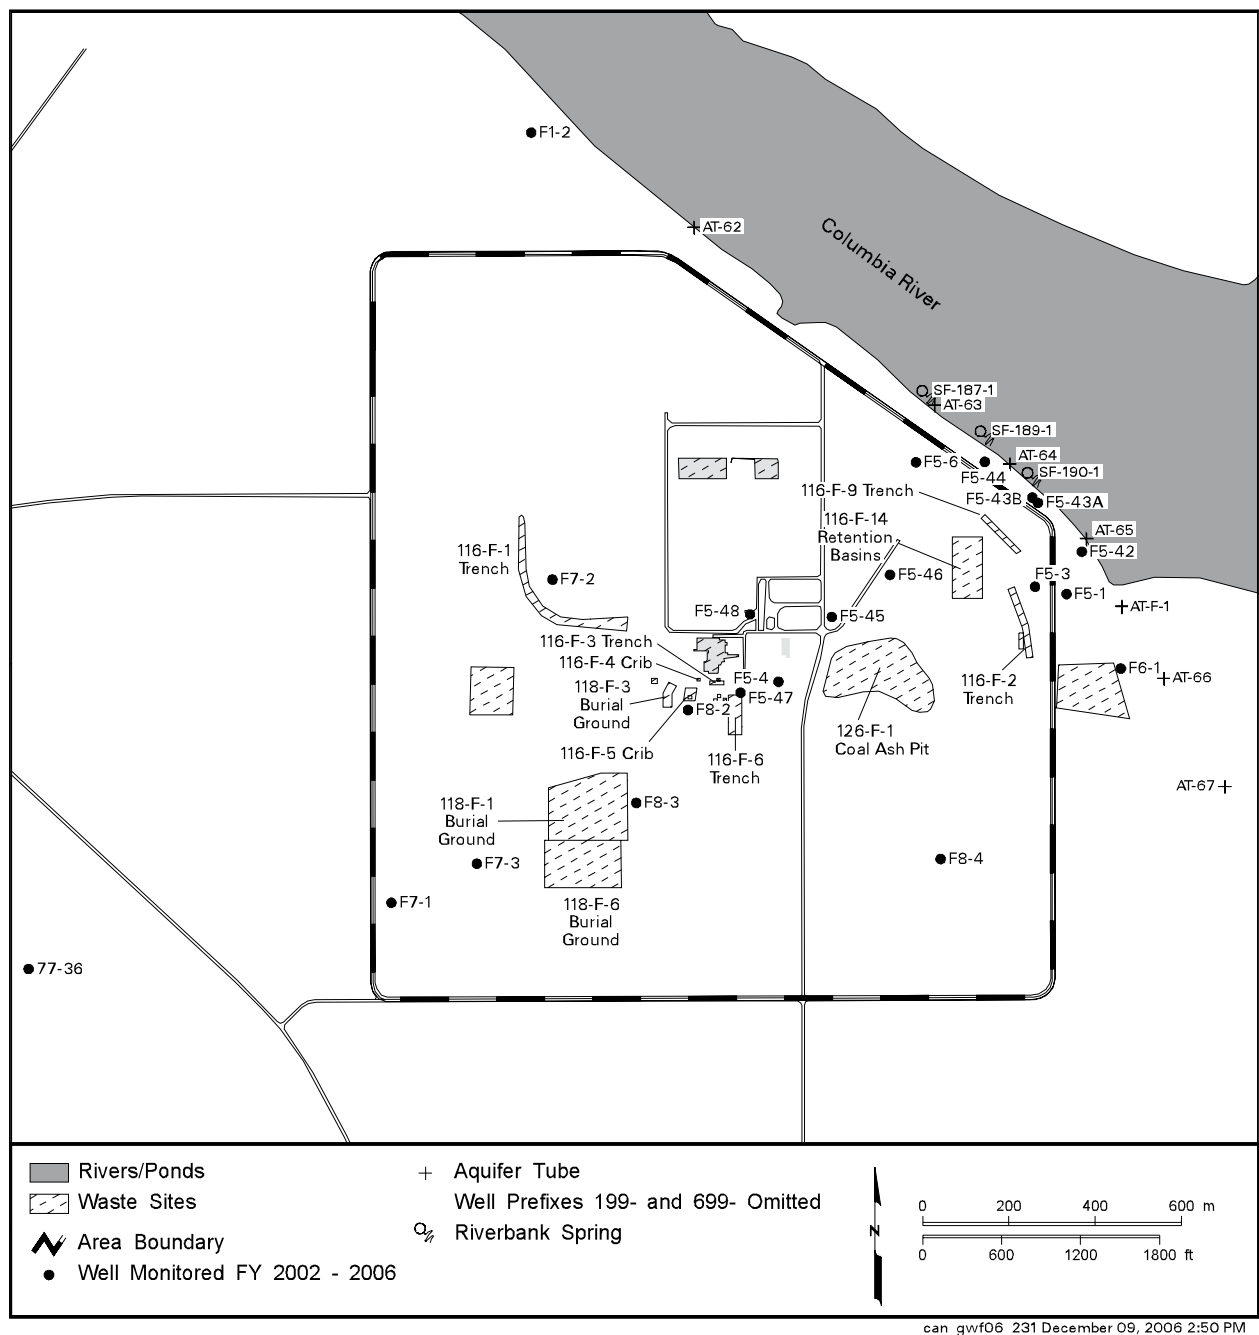 F1-2
AT-62
Columbia River
SF-187-1
AT-63
SF-189-1
AT-64
F5-6
F5-44
SF-190-1
116-F-9 Trench
F5-43B
F5-43A
116-F-14
Retention
Basins
AT-65
F5-42
116-F-1
Trench
F7-2
F5-46
F5-3
F5-1
AT-F-1
F5-48
F5-45
116-F-3 Trench
116-F-4 Crib
118-F-3
Burial
Ground
F5-4
F5-47
F8-2
116-F-2
Trench
F6-1
AT-66
116-F-5 Crib
116-F-6
Trench
126-F-1
Coal Ash Pit
AT-67
118-F-1
Burial
Ground
F8-3
F7-3
F8-4
F7-1
118-F-6
Burial
Ground
77-36
Rivers/Ponds
Waste Sites
Area Boundary
Well Monitored FY 2002 - 2006
Aquifer Tube
Well Prefixes 199- and 699- Omitted
Riverbank Spring
N
0 200 400 600 m
0 600 1200 1800 ft
can_gwf06_231 December 09, 2006 2:50 PM